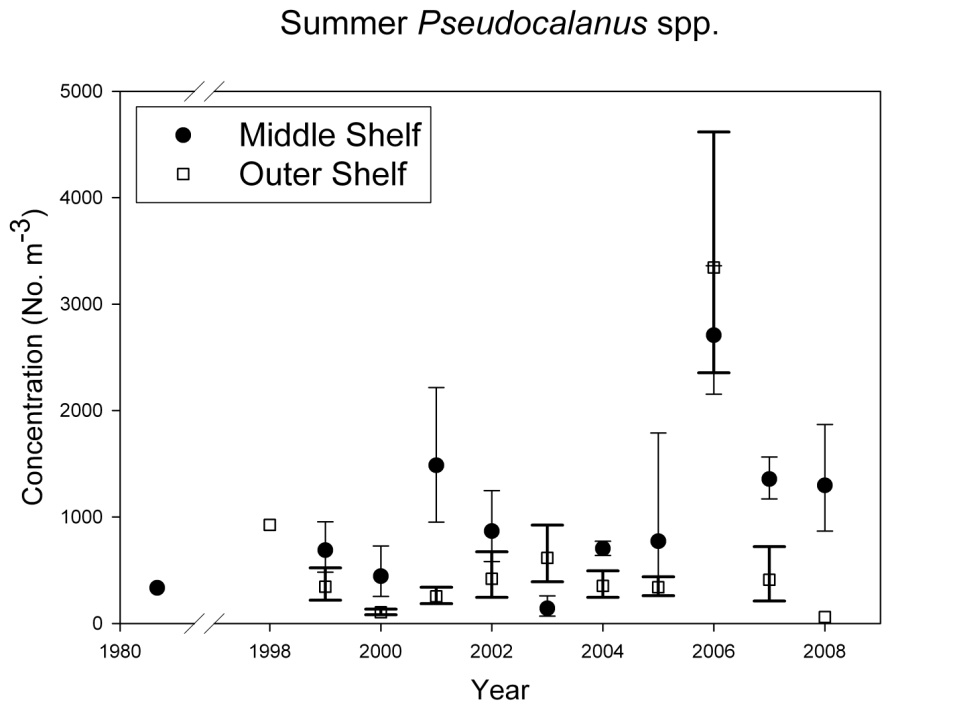 Summer Pseudocalanus spp.
5000
4000
3000
2000
1000
0
Concentration (No. m-3)
Middle Shelf
Outer Shelf
1980
1998
2000
2002
2004
2006
2008
Year